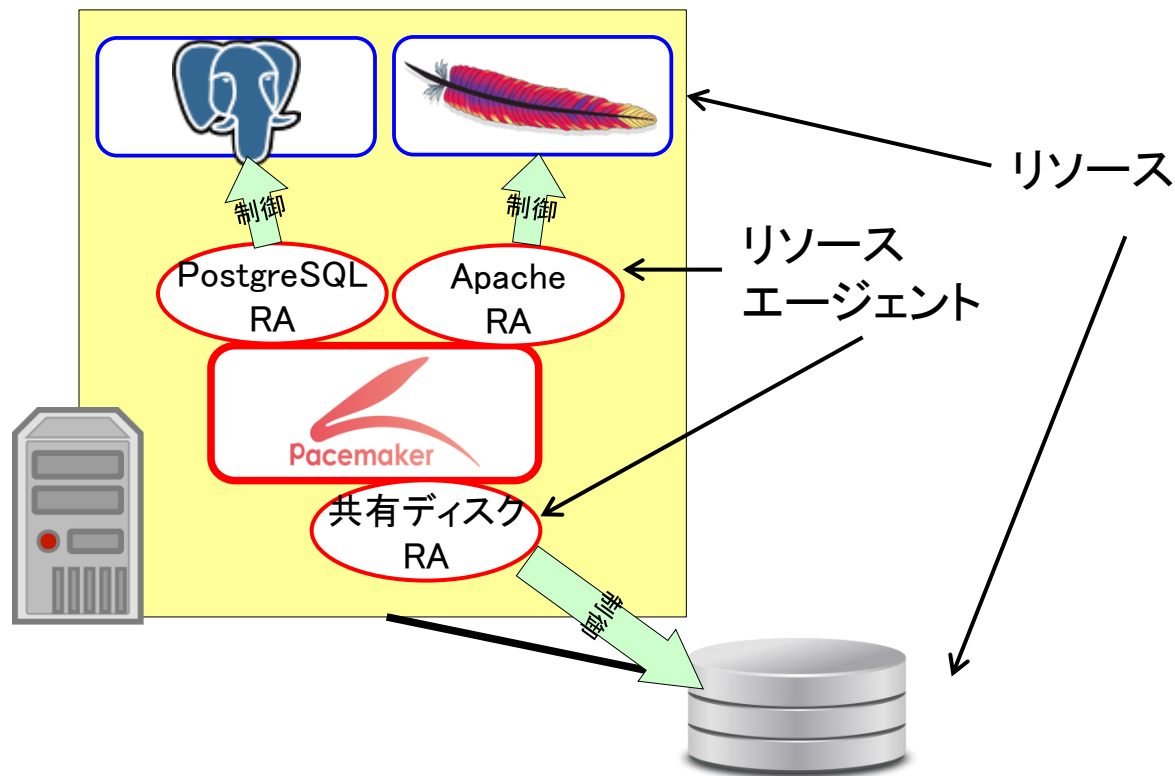 制御
制御
リソース
リソース
エージェント
PostgreSQL
RA
Apache
RA
Pacemaker
共有ディスク
RA
制御